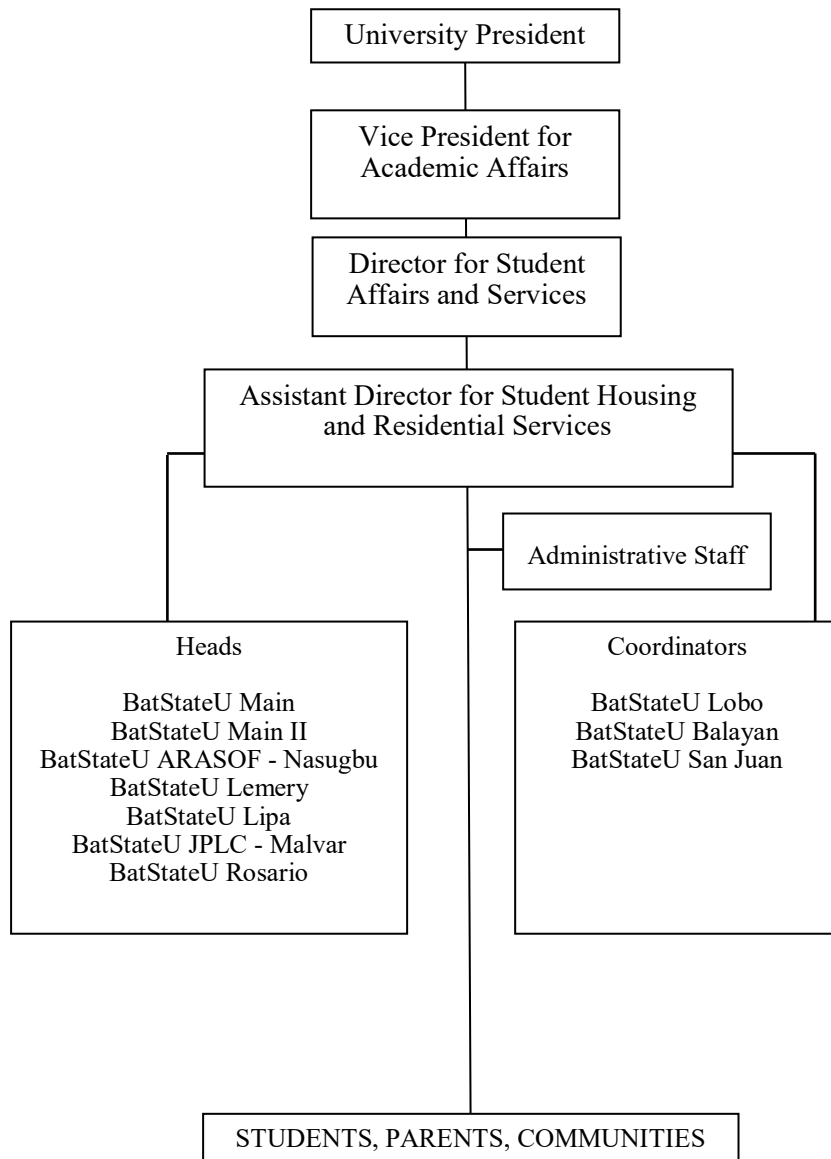 University President
Vice President for
Academic Affairs
Director for Student
Affairs and Services
Assistant Director for Student Housing
and Residential Services
Administrative Staff
Heads
BatStateU Main
BatStateU Main II
BatStateU ARASOF - Nasugbu
BatStateU Lemery
BatStateU Lipa
BatStateU JPLC - Malvar
BatStateU Rosario
Coordinators
BatStateU Lobo
BatStateU Balayan
BatStateU San Juan
STUDENTS, PARENTS, COMMUNITIES